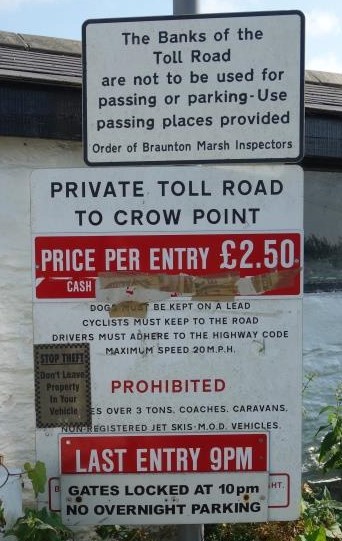 The Banks of the
Toll Road
are not to be used for
passing or parking-Use
passing places provided
Order of Braunton Marsh Inspectors
PRIVATE TOLL ROAD
TO CROW POINT
PRICE PER ENTRY £2.50
CASH
DOGS MUST BE KEPT ON A LEAD
CYCLISTS MUST KEEP TO THE ROAD
DRIVERS MUST ADHERE TO THE HIGHWAY CODE
MAXIMUM SPEED 20 M.P.H.
STOP THEFT
Don't Leave
Property
In Your
Vehicle
PROHIBITED
ES OVER 3 TONS. COACHES. CARAVANS.
NON-REGISTERED JET SKIS-M.O.D. VEHICLES.
LAST ENTRY 9PM
GATES LOCKED AT 10pm
NO OVERNIGHT PARKING